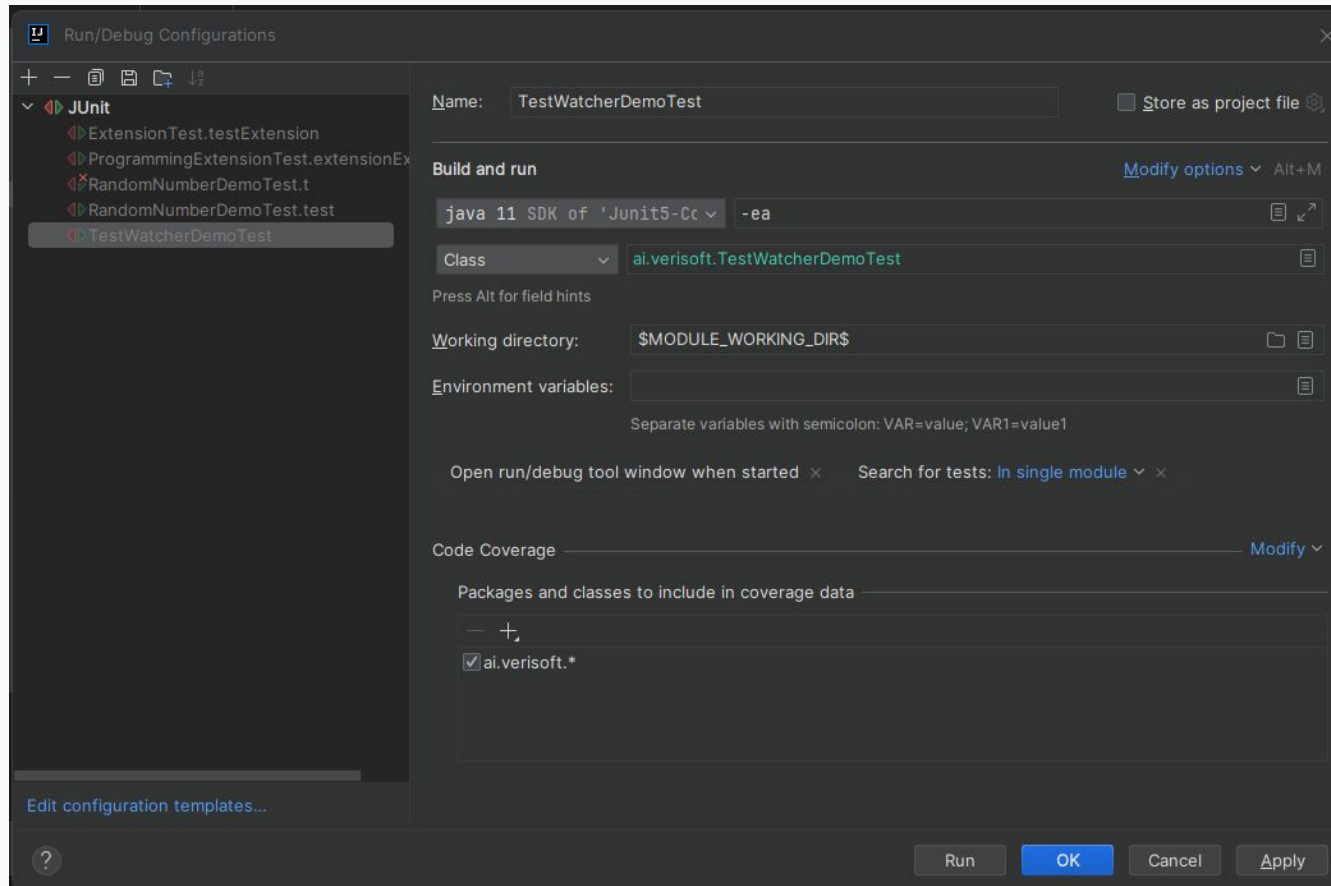 IJ Run/Debug Configurations
JUnit
ExtensionTest.testExtension
ProgrammingExtensionTest.extensionEx
RandomNumberDemoTest.t
RandomNumberDemoTest.test
TestWatcherDemoTest
Edit configuration templates...
Name: TestWatcherDemoTest Store as project file
Build and run Modify options Alt+M
java 11 SDK of 'Junit5-Cc -ea
Class ai.verisoft.TestWatcherDemoTest
Press Alt for field hints
Working directory: $MODULE_WORKING_DIR$
Environment variables:
Separate variables with semicolon: VAR=value; VAR1=value1
Open run/debug tool window when started × Search for tests: In single module ×
Code Coverage Modify
Packages and classes to include in coverage data
ai.verisoft.*
? Run OK Cancel Apply